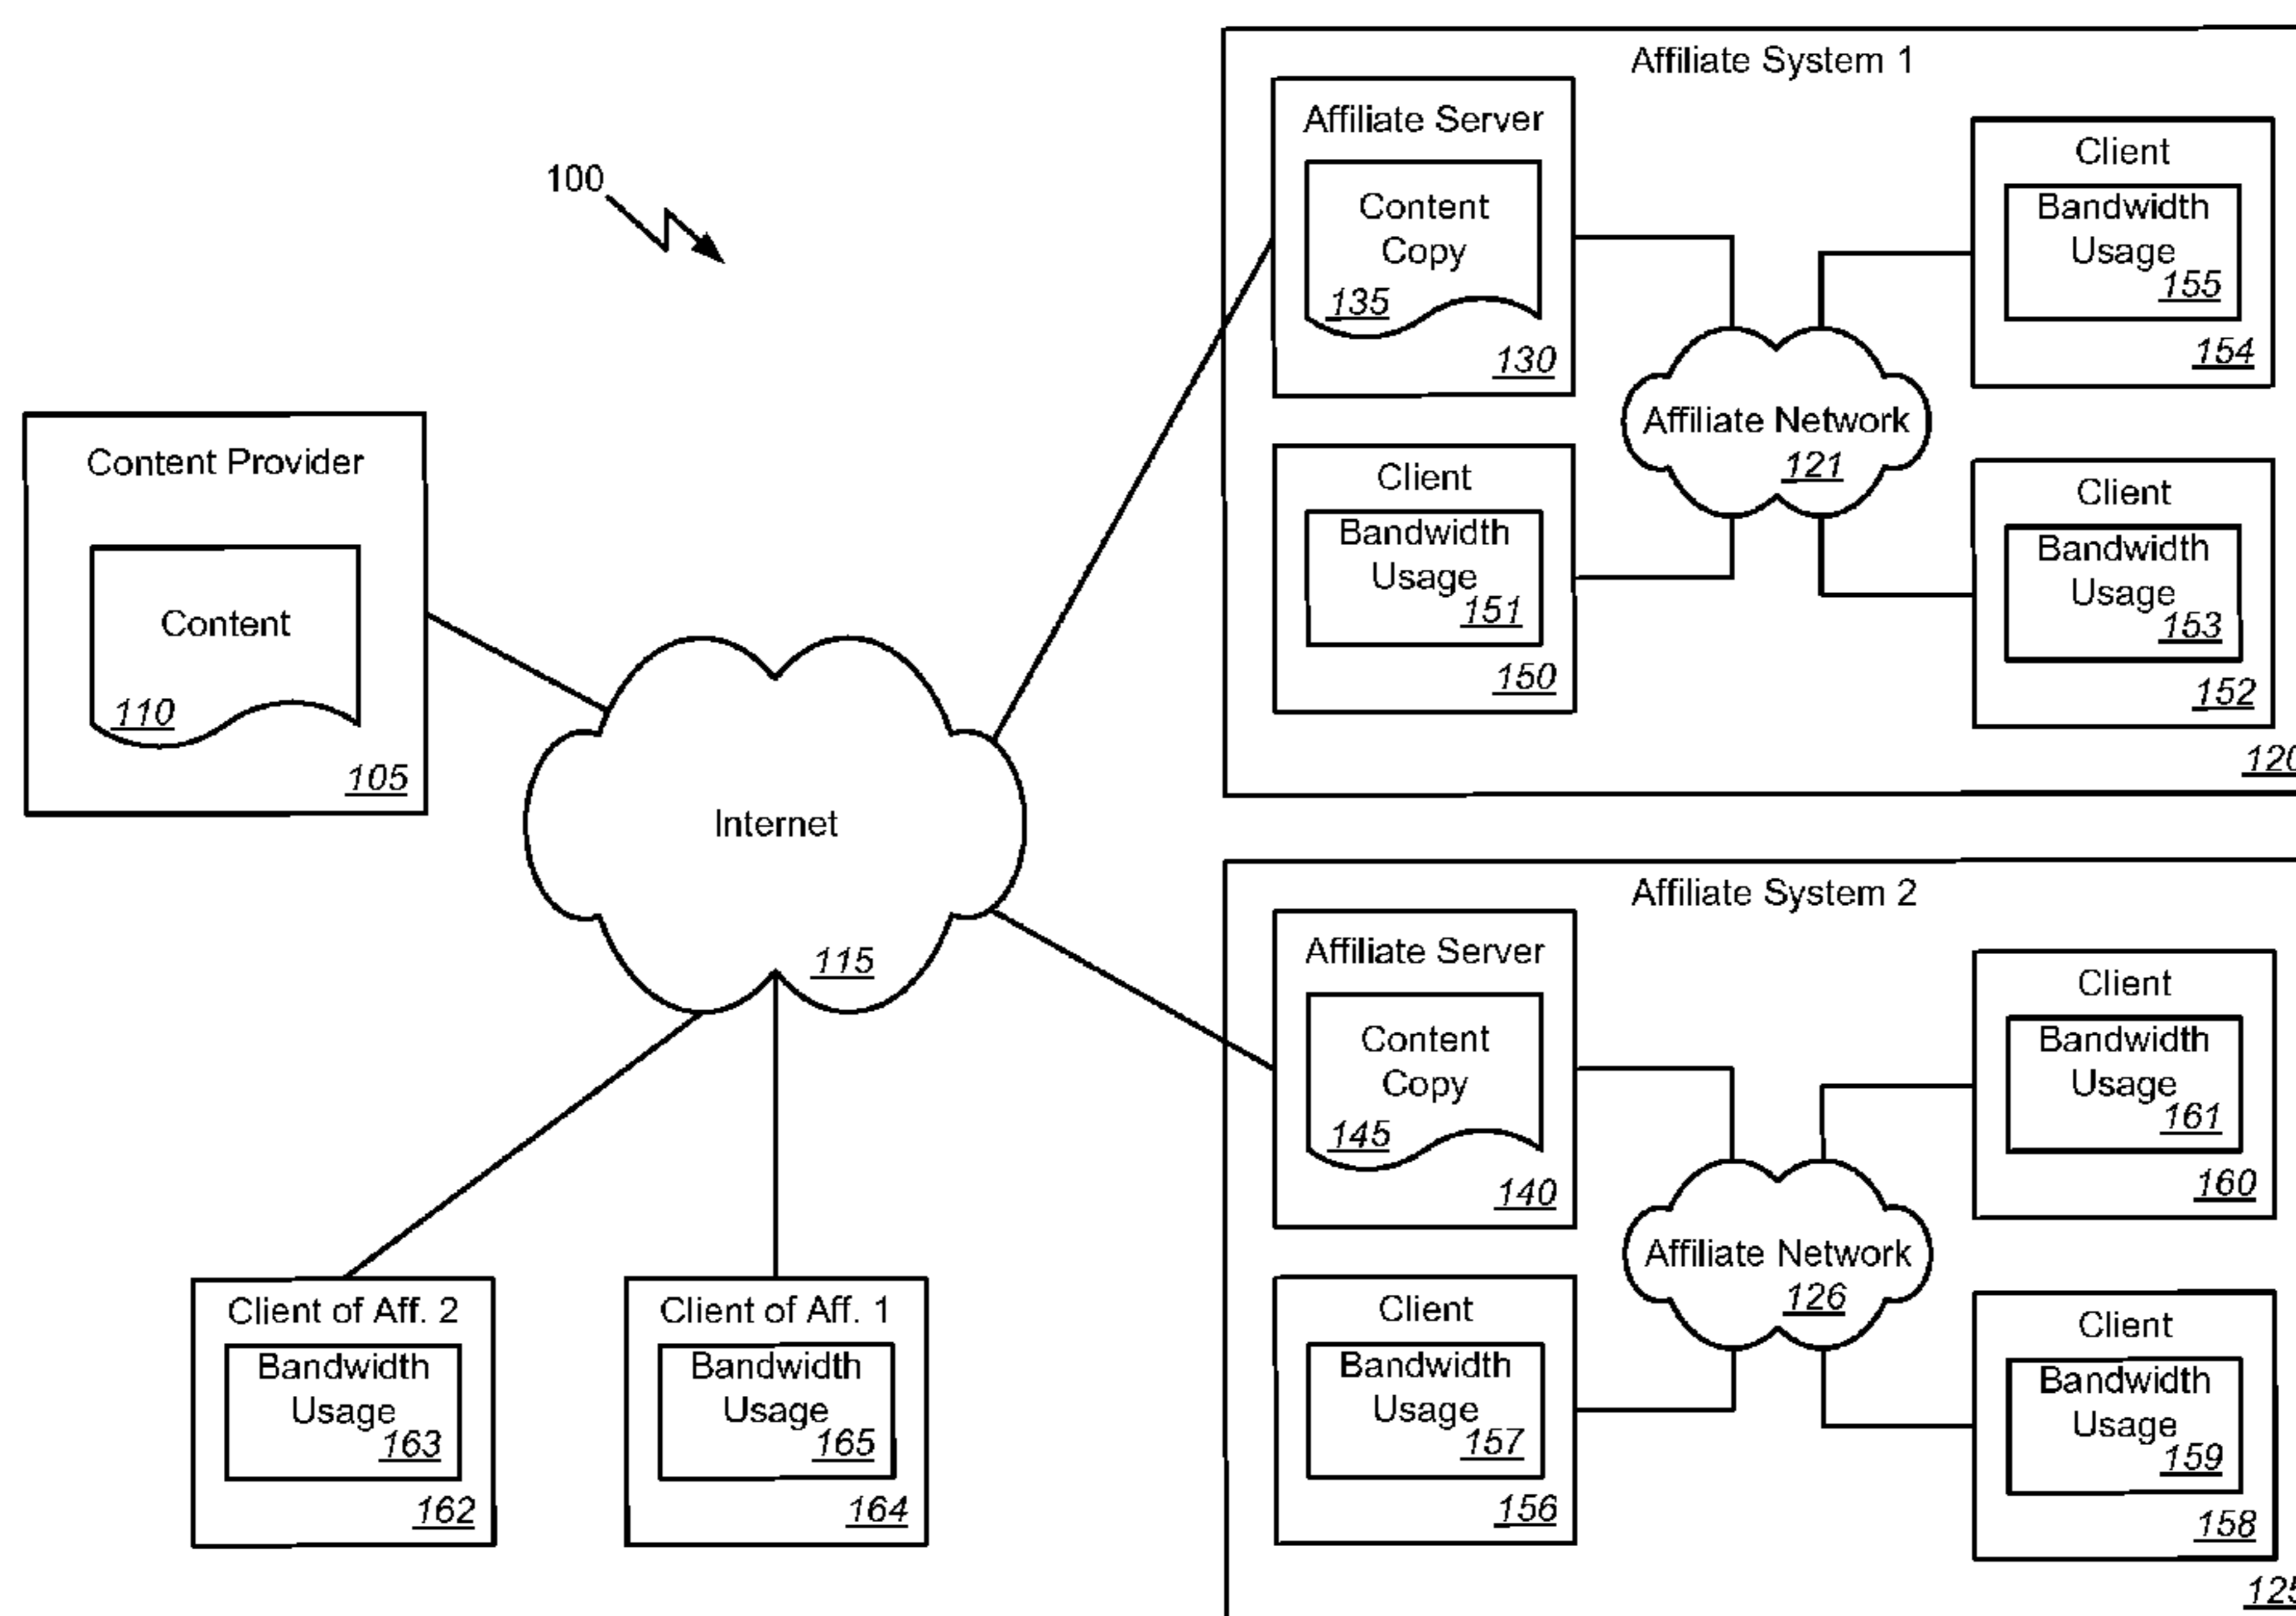 100
Content Provider
Content
110
105
Internet
115
Client of Aff. 2
Bandwidth
Usage
163
162
Client of Aff. 1
Bandwidth
Usage
165
164
Affiliate System 1
Affiliate Server
Content
Copy
135
130
Client
Bandwidth
Usage
151
150
Affiliate Network
121
Client
Bandwidth
Usage
155
154
Client
Bandwidth
Usage
153
152
120
Affiliate System 2
Affiliate Server
Content
Copy
145
140
Client
Bandwidth
Usage
157
156
Affiliate Network
126
Client
Bandwidth
Usage
161
160
Client
Bandwidth
Usage
159
158
125